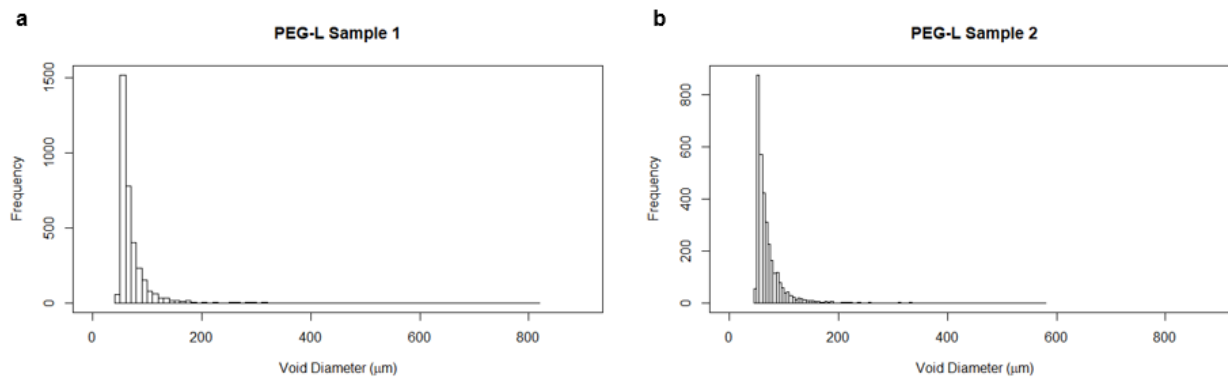 a
PEG-L Sample 1
Frequency
0
500
1000
1500
0 200 400 600 800
Void Diameter (μm)
b
PEG-L Sample 2
Frequency
0
200
400
600
800
0 200 400 600 800
Void Diameter (μm)